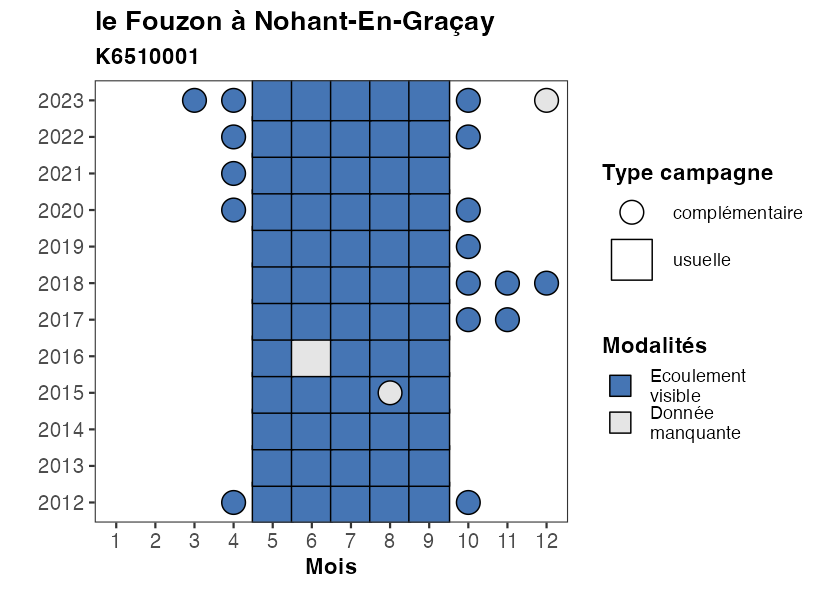 le Fouzon à Nohant-En-Graçay
K6510001
2023
2022
2021
2020
2019
2018
2017
2016
2015
2014
2013
2012
1 2 3 4 5 6 7 8 9 10 11 12
Mois
Type campagne
complémentaire
usuelle
Modalités
Ecoulement
visible
Donnée
manquante